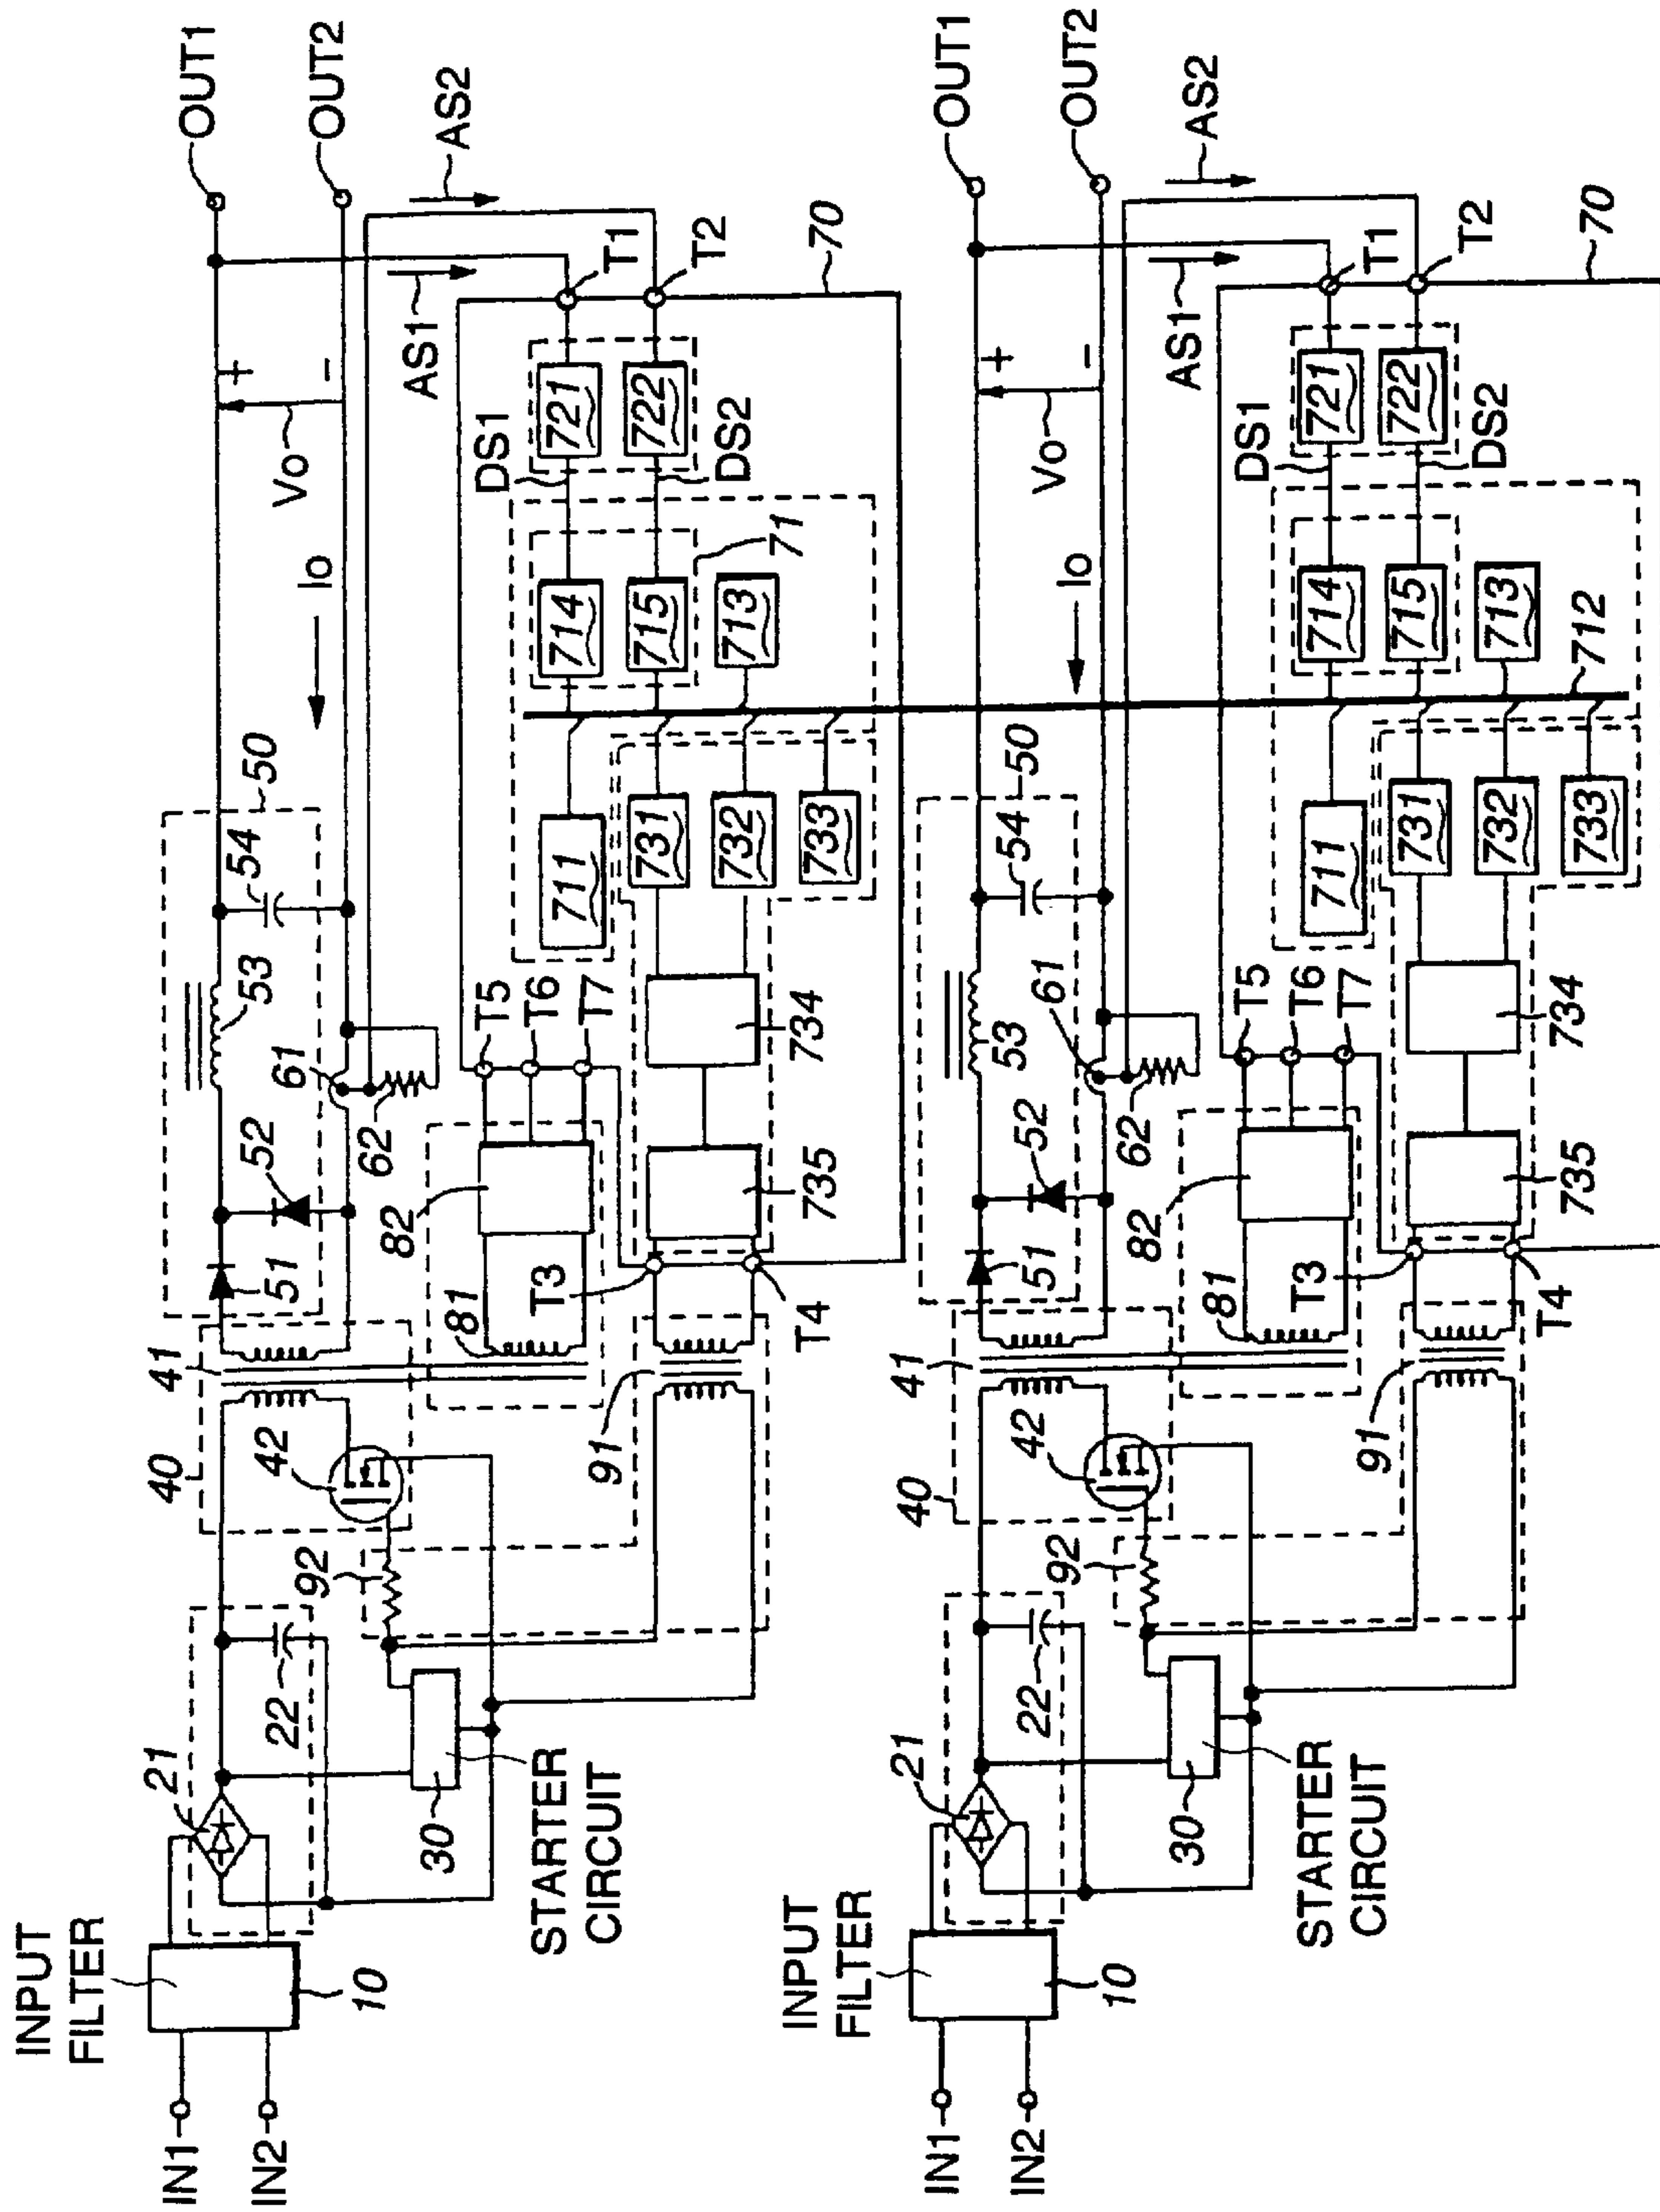 INPUT
FILTER
IN1
IN2
10
21
22
30
STARTER
CIRCUIT
92
40
42
41
91
51
52
53
54
50
61
62
Io
Vo
+
-
OUT1
OUT2
AS1
AS2
81
82
T3
T4
T5
T6
T7
735
734
711
731
732
733
714
715
713
71
DS1
DS2
721
722
T1
T2
70
INPUT
FILTER
IN1
IN2
10
21
22
30
STARTER
CIRCUIT
92
40
42
41
91
51
52
53
54
50
61
62
Io
Vo
+
-
OUT1
OUT2
AS1
AS2
81
82
T3
T4
T5
T6
T7
735
734
711
731
732
733
714
715
713
712
DS1
DS2
721
722
T1
T2
70